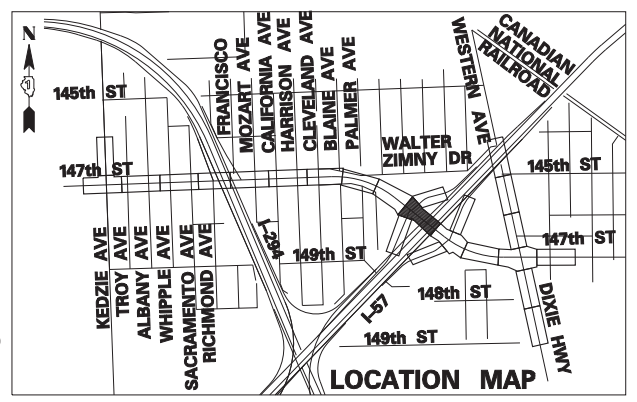 N
CANADIAN
NATIONAL
RAILROAD
WESTERN AVE
FRANCISCO
MOZART AVE
CALIFORNIA AVE
HARRISON AVE
CLEVELAND AVE
BLAINE AVE
PALMER AVE
145th ST
WALTER
ZIMNY DR
147th ST
145th ST
I-294
149th ST
147th ST
KEDZIE AVE
TROY AVE
ALBANY AVE
WHIPPLE AVE
SACRAMENTO AVE
RICHMOND AVE
I-57
148th ST
DIXIE HWY
149th ST
LOCATION MAP